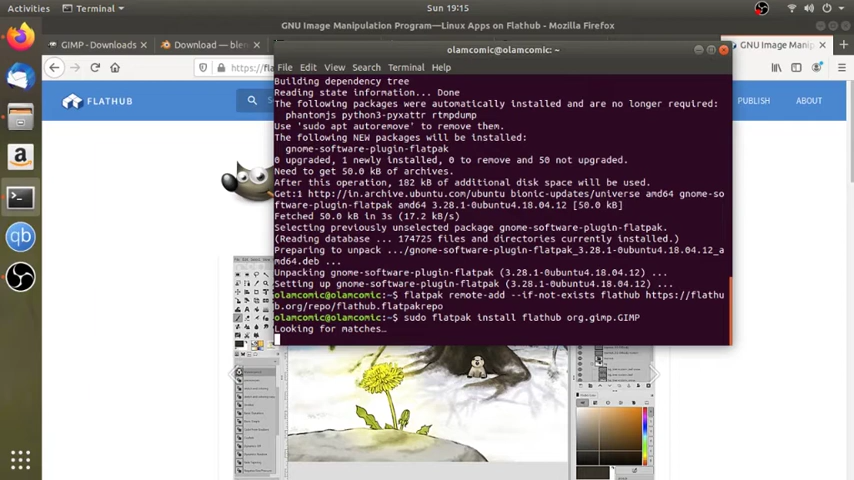 Activities
Terminal
Sun 19:15
GNU Image Manipulation Program—Linux Apps on Flathub - Mozilla Firefox
GIMP - Downloads
Download — blen
GNU Image Manip
olamcomic@olamcomic: ~
https://fla
File Edit View Search Terminal Help
FLATHUB
PUBLISH
ABOUT
Building dependency tree
Reading state information... Done
The following packages were automatically installed and are no longer required:
phantomjs python3-pyxattr rtmpdump
Use 'sudo apt autoremove' to remove them.
The following NEW packages will be installed:
gnome-software-plugin-flatpak
0 upgraded, 1 newly installed, 0 to remove and 50 not upgraded.
Need to get 50.0 kB of archives.
After this operation, 182 kB of additional disk space will be used.
Get:1 http://in.archive.ubuntu.com/ubuntu bionic-updates/universe amd64 gnome-so
ftware-plugin-flatpak amd64 3.28.1-0ubuntu4.18.04.12 [50.0 kB]
Fetched 50.0 kB in 3s (17.2 kB/s)
Selecting previously unselected package gnome-software-plugin-flatpak.
(Reading database ... 174725 files and directories currently installed.)
Preparing to unpack .../gnome-software-plugin-flatpak_3.28.1-0ubuntu4.18.04.12_a
md64.deb ...
Unpacking gnome-software-plugin-flatpak (3.28.1-0ubuntu4.18.04.12) ...
Setting up gnome-software-plugin-flatpak (3.28.1-0ubuntu4.18.04.12) ...
olamcomic@olamcomic:~$ flatpak remote-add --if-not-exists flathub https://flathu
b.org/repo/flathub.flatpakrepo
olamcomic@olamcomic:~$ sudo flatpak install flathub org.gimp.GIMP
Looking for matches…